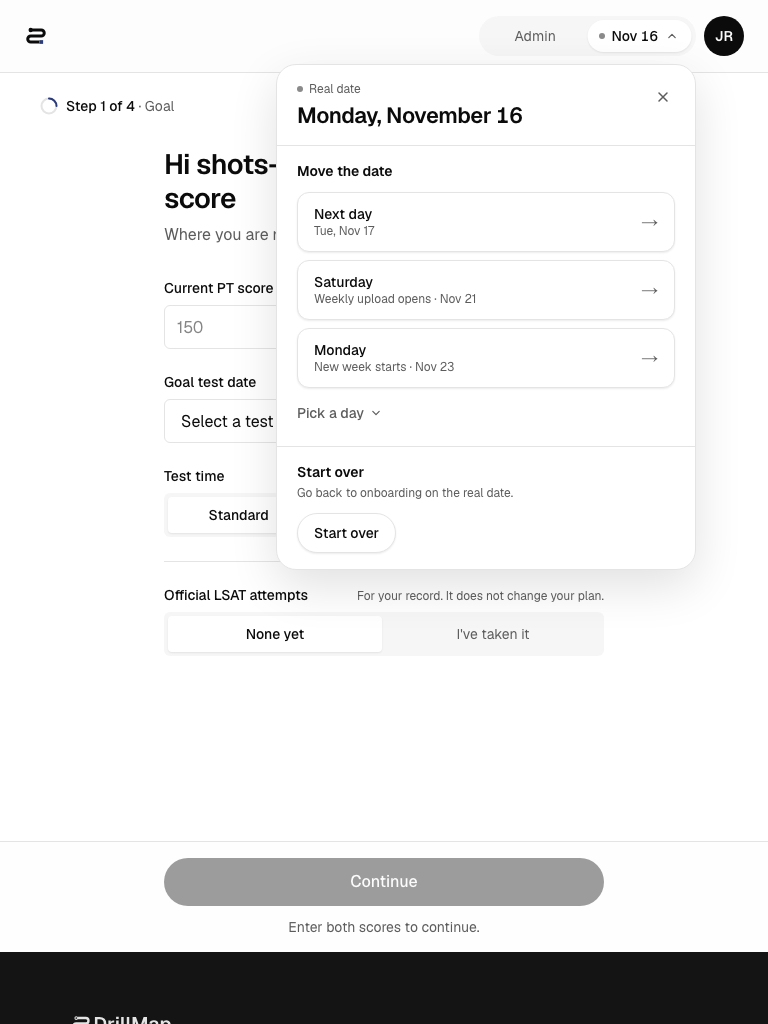 Admin
Nov 16
JR
Step 1 of 4 · Goal
Real date
Monday, November 16
Move the date
Next day
Tue, Nov 17
Saturday
Weekly upload opens · Nov 21
Monday
New week starts · Nov 23
Pick a day
Start over
Go back to onboarding on the real date.
Start over
Hi shots-
score
Where you are
Current PT score
150
Goal test date
Select a test
Test time
Standard
Official LSAT attempts
For your record. It does not change your plan.
None yet
I've taken it
Continue
Enter both scores to continue.
DrillMap